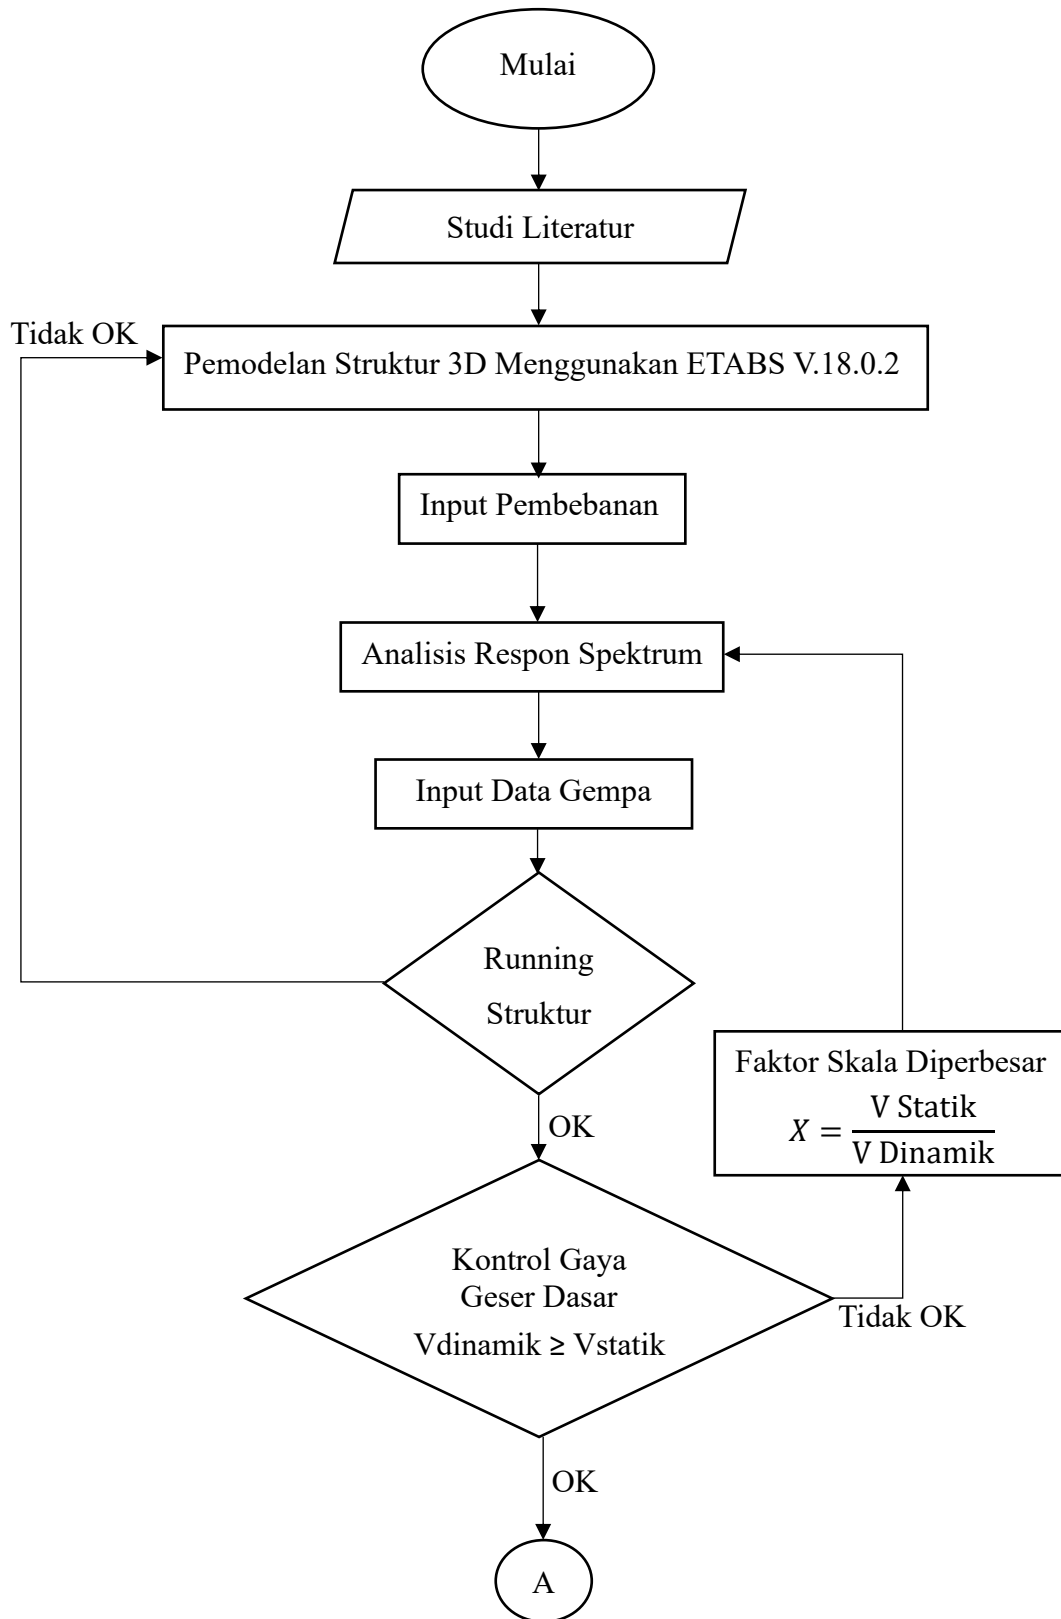 Mulai
Studi Literatur
Tidak OK
Pemodelan Struktur 3D Menggunakan ETABS V.18.0.2
Input Pembebanan
Analisis Respon Spektrum
Input Data Gempa
Running
Struktur
Faktor Skala Diperbesar
X = V Statik / V Dinamik
OK
Kontrol Gaya
Geser Dasar
Vdinamik ≥ Vstatik
Tidak OK
OK
A